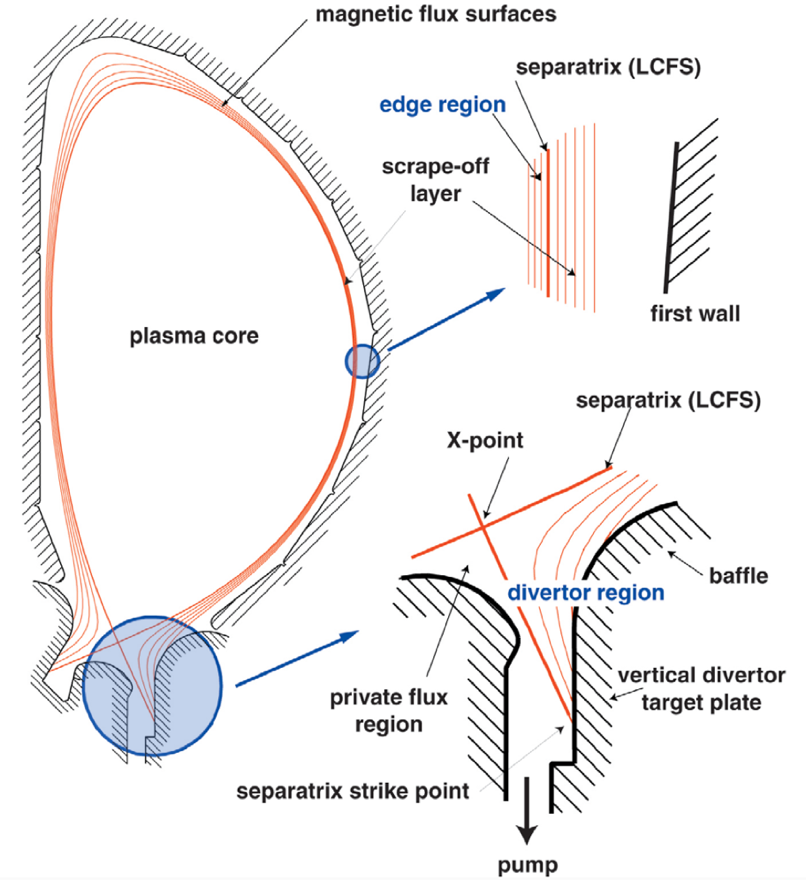 magnetic flux surfaces
separatrix (LCFS)
edge region
scrape-off
layer
plasma core
first wall
separatrix (LCFS)
X-point
baffle
divertor region
vertical divertor
target plate
private flux
region
separatrix strike point
pump